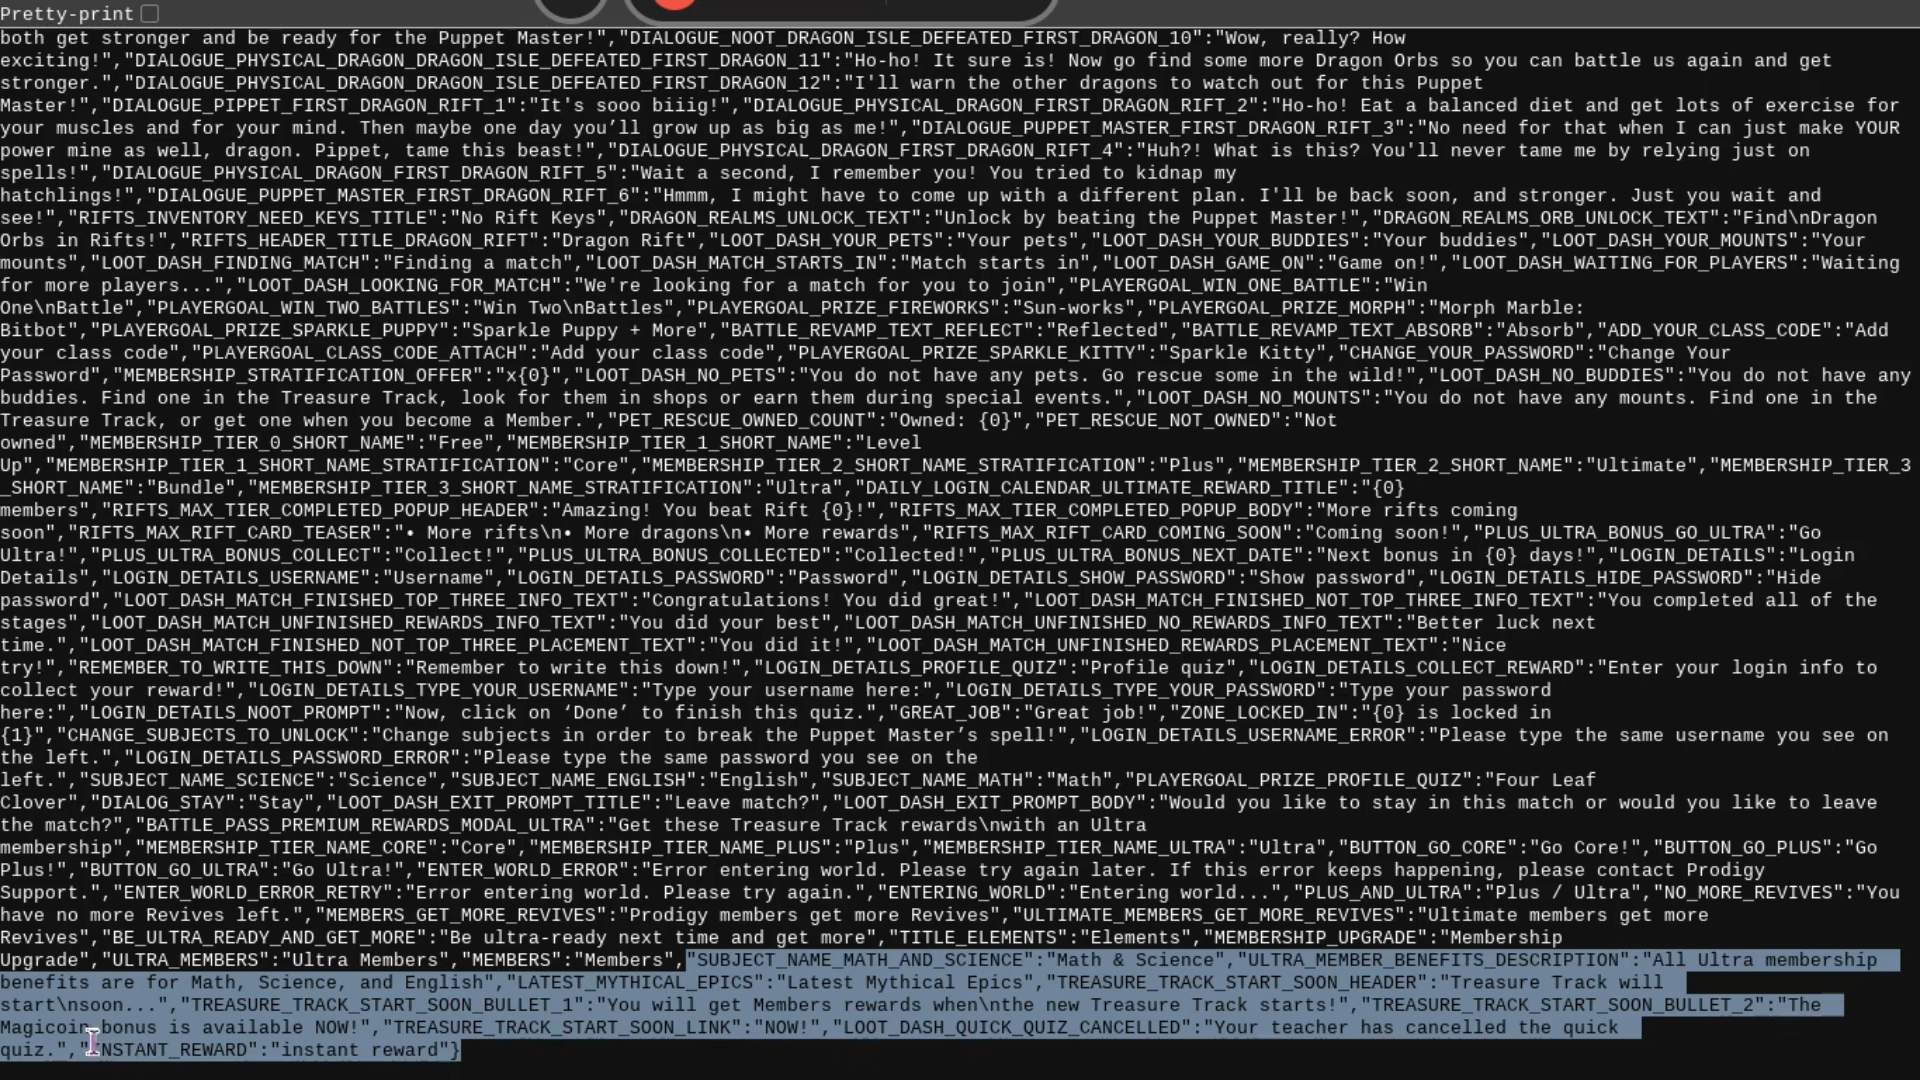 Pretty-print
both get stronger and be ready for the Puppet Master!","DIALOGUE_NOOT_DRAGON_ISLE_DEFEATED_FIRST_DRAGON_10":"Wow, really? How
exciting!","DIALOGUE_PHYSICAL_DRAGON_DRAGON_ISLE_DEFEATED_FIRST_DRAGON_11":"Ho-ho! It sure is! Now go find some more Dragon Orbs so you can battle us again and get
stronger.","DIALOGUE_PHYSICAL_DRAGON_DRAGON_ISLE_DEFEATED_FIRST_DRAGON_12":"I'll warn the other dragons to watch out for this Puppet
Master!","DIALOGUE_PIPPET_FIRST_DRAGON_RIFT_1":"It's sooo biiig!","DIALOGUE_PHYSICAL_DRAGON_FIRST_DRAGON_RIFT_2":"Ho-ho! Eat a balanced diet and get lots of exercise for
your muscles and for your mind. Then maybe one day you’ll grow up as big as me!","DIALOGUE_PUPPET_MASTER_FIRST_DRAGON_RIFT_3":"No need for that when I can just make YOUR
power mine as well, dragon. Pippet, tame this beast!","DIALOGUE_PHYSICAL_DRAGON_FIRST_DRAGON_RIFT_4":"Huh?! What is this? You'll never tame me by relying just on
spells!","DIALOGUE_PHYSICAL_DRAGON_FIRST_DRAGON_RIFT_5":"Wait a second, I remember you! You tried to kidnap my
hatchlings!","DIALOGUE_PUPPET_MASTER_FIRST_DRAGON_RIFT_6":"Hmmm, I might have to come up with a different plan. I'll be back soon, and stronger. Just you wait and
see!","RIFTS_INVENTORY_NEED_KEYS_TITLE":"No Rift Keys","DRAGON_REALMS_UNLOCK_TEXT":"Unlock by beating the Puppet Master!","DRAGON_REALMS_ORB_UNLOCK_TEXT":"Find\nDragon
Orbs in Rifts!","RIFTS_HEADER_TITLE_DRAGON_RIFT":"Dragon Rift","LOOT_DASH_YOUR_PETS":"Your pets","LOOT_DASH_YOUR_BUDDIES":"Your buddies","LOOT_DASH_YOUR_MOUNTS":"Your
mounts","LOOT_DASH_FINDING_MATCH":"Finding a match","LOOT_DASH_MATCH_STARTS_IN":"Match starts in","LOOT_DASH_GAME_ON":"Game on!","LOOT_DASH_WAITING_FOR_PLAYERS":"Waiting
for more players...","LOOT_DASH_LOOKING_FOR_MATCH":"We're looking for a match for you to join","PLAYERGOAL_WIN_ONE_BATTLE":"Win
One\nBattle","PLAYERGOAL_WIN_TWO_BATTLES":"Win Two\nBattles","PLAYERGOAL_PRIZE_FIREWORKS":"Sun-works","PLAYERGOAL_PRIZE_MORPH":"Morph Marble:
Bitbot","PLAYERGOAL_PRIZE_SPARKLE_PUPPY":"Sparkle Puppy + More","BATTLE_REVAMP_TEXT_REFLECT":"Reflected","BATTLE_REVAMP_TEXT_ABSORB":"Absorb","ADD_YOUR_CLASS_CODE":"Add
your class code","PLAYERGOAL_CLASS_CODE_ATTACH":"Add your class code","PLAYERGOAL_PRIZE_SPARKLE_KITTY":"Sparkle Kitty","CHANGE_YOUR_PASSWORD":"Change Your
Password","MEMBERSHIP_STRATIFICATION_OFFER":"x{0}","LOOT_DASH_NO_PETS":"You do not have any pets. Go rescue some in the wild!","LOOT_DASH_NO_BUDDIES":"You do not have any
buddies. Find one in the Treasure Track, look for them in shops or earn them during special events.","LOOT_DASH_NO_MOUNTS":"You do not have any mounts. Find one in the
Treasure Track, or get one when you become a Member.","PET_RESCUE_OWNED_COUNT":"Owned: {0}","PET_RESCUE_NOT_OWNED":"Not
owned","MEMBERSHIP_TIER_0_SHORT_NAME":"Free","MEMBERSHIP_TIER_1_SHORT_NAME":"Level
Up","MEMBERSHIP_TIER_1_SHORT_NAME_STRATIFICATION":"Core","MEMBERSHIP_TIER_2_SHORT_NAME_STRATIFICATION":"Plus","MEMBERSHIP_TIER_2_SHORT_NAME":"Ultimate","MEMBERSHIP_TIER_3
_SHORT_NAME":"Bundle","MEMBERSHIP_TIER_3_SHORT_NAME_STRATIFICATION":"Ultra","DAILY_LOGIN_CALENDAR_ULTIMATE_REWARD_TITLE":"{0}
members","RIFTS_MAX_TIER_COMPLETED_POPUP_HEADER":"Amazing! You beat Rift {0}!","RIFTS_MAX_TIER_COMPLETED_POPUP_BODY":"More rifts coming
soon","RIFTS_MAX_RIFT_CARD_TEASER":"• More rifts\n• More dragons\n• More rewards","RIFTS_MAX_RIFT_CARD_COMING_SOON":"Coming soon!","PLUS_ULTRA_BONUS_GO_ULTRA":"Go
Ultra!","PLUS_ULTRA_BONUS_COLLECT":"Collect!","PLUS_ULTRA_BONUS_COLLECTED":"Collected!","PLUS_ULTRA_BONUS_NEXT_DATE":"Next bonus in {0} days!","LOGIN_DETAILS":"Login
Details","LOGIN_DETAILS_USERNAME":"Username","LOGIN_DETAILS_PASSWORD":"Password","LOGIN_DETAILS_SHOW_PASSWORD":"Show password","LOGIN_DETAILS_HIDE_PASSWORD":"Hide
password","LOOT_DASH_MATCH_FINISHED_TOP_THREE_INFO_TEXT":"Congratulations! You did great!","LOOT_DASH_MATCH_FINISHED_NOT_TOP_THREE_INFO_TEXT":"You completed all of the
stages","LOOT_DASH_MATCH_UNFINISHED_REWARDS_INFO_TEXT":"You did your best","LOOT_DASH_MATCH_UNFINISHED_NO_REWARDS_INFO_TEXT":"Better luck next
time.","LOOT_DASH_MATCH_FINISHED_NOT_TOP_THREE_PLACEMENT_TEXT":"You did it!","LOOT_DASH_MATCH_UNFINISHED_REWARDS_PLACEMENT_TEXT":"Nice
try!","REMEMBER_TO_WRITE_THIS_DOWN":"Remember to write this down!","LOGIN_DETAILS_PROFILE_QUIZ":"Profile quiz","LOGIN_DETAILS_COLLECT_REWARD":"Enter your login info to
collect your reward!","LOGIN_DETAILS_TYPE_YOUR_USERNAME":"Type your username here:","LOGIN_DETAILS_TYPE_YOUR_PASSWORD":"Type your password
here:","LOGIN_DETAILS_NOOT_PROMPT":"Now, click on ‘Done’ to finish this quiz.","GREAT_JOB":"Great job!","ZONE_LOCKED_IN":"{0} is locked in
{1}","CHANGE_SUBJECTS_TO_UNLOCK":"Change subjects in order to break the Puppet Master’s spell!","LOGIN_DETAILS_USERNAME_ERROR":"Please type the same username you see on
the left.","LOGIN_DETAILS_PASSWORD_ERROR":"Please type the same password you see on the
left.","SUBJECT_NAME_SCIENCE":"Science","SUBJECT_NAME_ENGLISH":"English","SUBJECT_NAME_MATH":"Math","PLAYERGOAL_PRIZE_PROFILE_QUIZ":"Four Leaf
Clover","DIALOG_STAY":"Stay","LOOT_DASH_EXIT_PROMPT_TITLE":"Leave match?","LOOT_DASH_EXIT_PROMPT_BODY":"Would you like to stay in this match or would you like to leave
the match?","BATTLE_PASS_PREMIUM_REWARDS_MODAL_ULTRA":"Get these Treasure Track rewards\nwith an Ultra
membership","MEMBERSHIP_TIER_NAME_CORE":"Core","MEMBERSHIP_TIER_NAME_PLUS":"Plus","MEMBERSHIP_TIER_NAME_ULTRA":"Ultra","BUTTON_GO_CORE":"Go Core!","BUTTON_GO_PLUS":"Go
Plus!","BUTTON_GO_ULTRA":"Go Ultra!","ENTER_WORLD_ERROR":"Error entering world. Please try again later. If this error keeps happening, please contact Prodigy
Support.","ENTER_WORLD_ERROR_RETRY":"Error entering world. Please try again.","ENTERING_WORLD":"Entering world...","PLUS_AND_ULTRA":"Plus / Ultra","NO_MORE_REVIVES":"You
have no more Revives left.","MEMBERS_GET_MORE_REVIVES":"Prodigy members get more Revives","ULTIMATE_MEMBERS_GET_MORE_REVIVES":"Ultimate members get more
Revives","BE_ULTRA_READY_AND_GET_MORE":"Be ultra-ready next time and get more","TITLE_ELEMENTS":"Elements","MEMBERSHIP_UPGRADE":"Membership
Upgrade","ULTRA_MEMBERS":"Ultra Members","MEMBERS":"Members","SUBJECT_NAME_MATH_AND_SCIENCE":"Math & Science","ULTRA_MEMBER_BENEFITS_DESCRIPTION":"All Ultra membership
benefits are for Math, Science, and English","LATEST_MYTHICAL_EPICS":"Latest Mythical Epics","TREASURE_TRACK_START_SOON_HEADER":"Treasure Track will
start\nsoon...","TREASURE_TRACK_START_SOON_BULLET_1":"You will get Members rewards when\nthe new Treasure Track starts!","TREASURE_TRACK_START_SOON_BULLET_2":"The
Magicoin bonus is available NOW!","TREASURE_TRACK_START_SOON_LINK":"NOW!","LOOT_DASH_QUICK_QUIZ_CANCELLED":"Your teacher has cancelled the quick
quiz.","INSTANT_REWARD":"instant reward"}